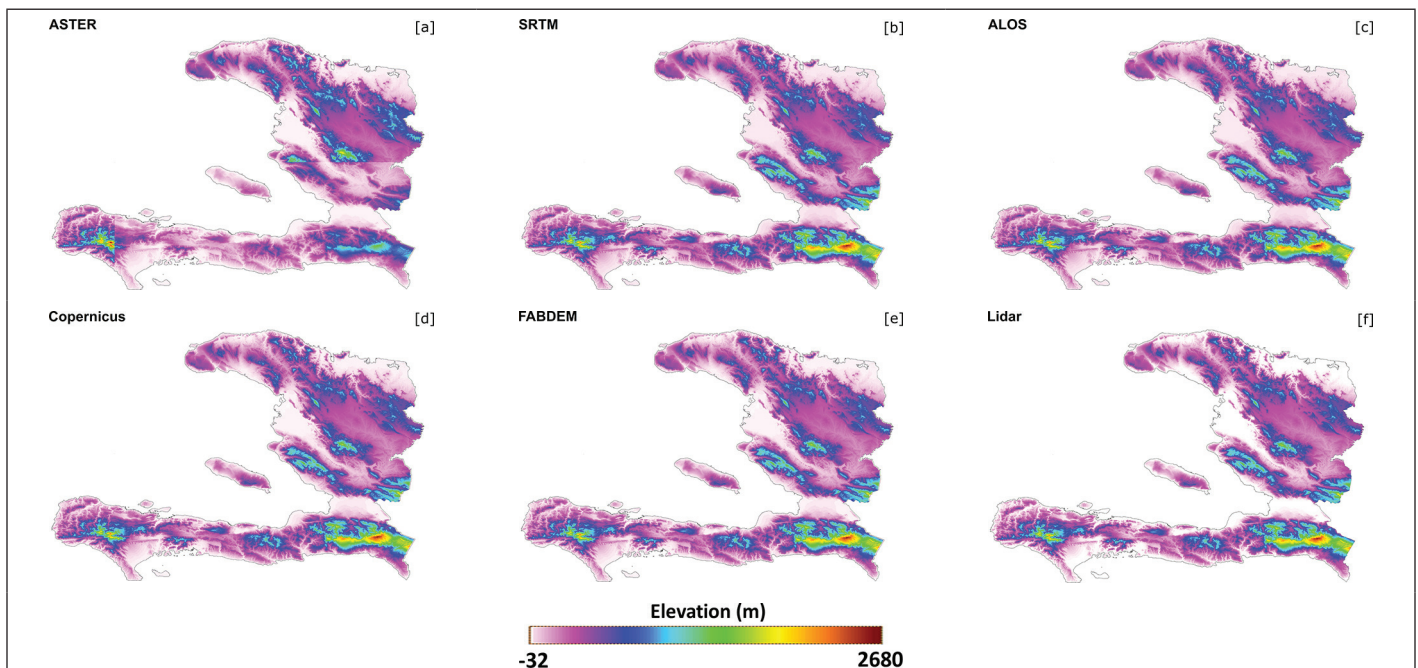 ASTER [a] SRTM [b] ALOS [c]
Copernicus [d] FABDEM [e] Lidar [f]
Elevation (m)
-32 2680